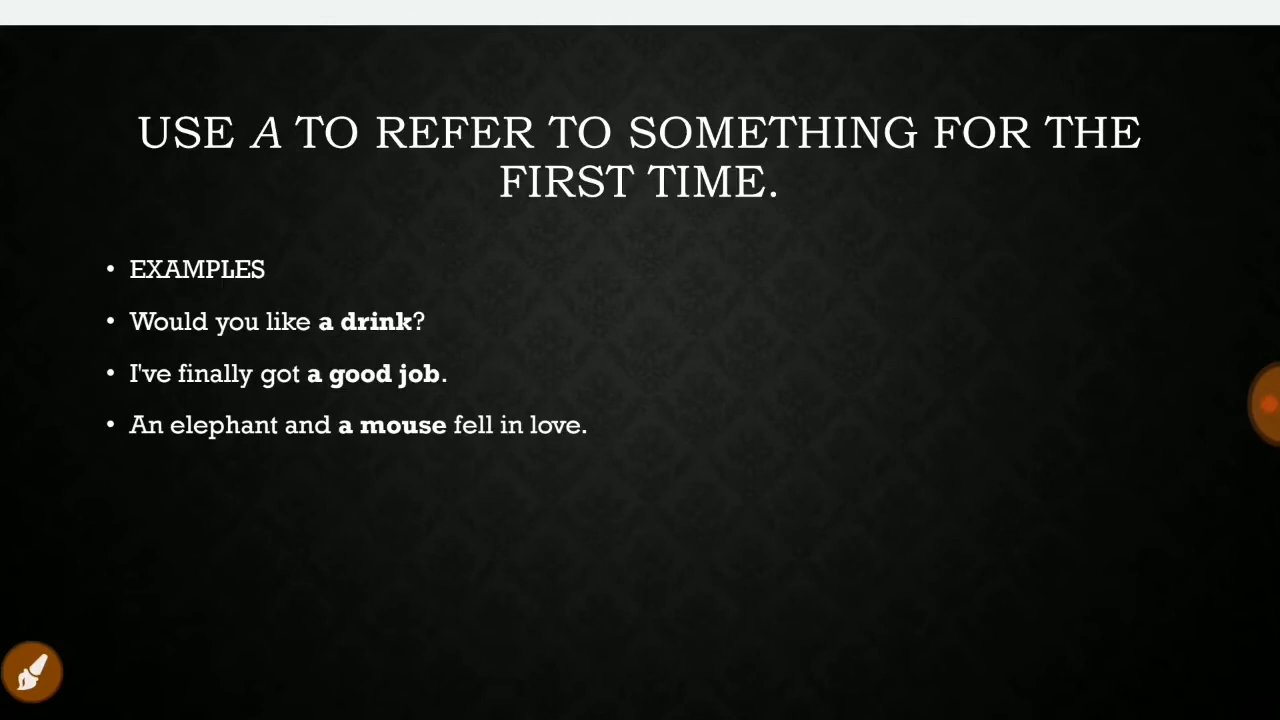 USE A TO REFER TO SOMETHING FOR THE
FIRST TIME.
• EXAMPLES
• Would you like a drink?
• I've finally got a good job.
• An elephant and a mouse fell in love.